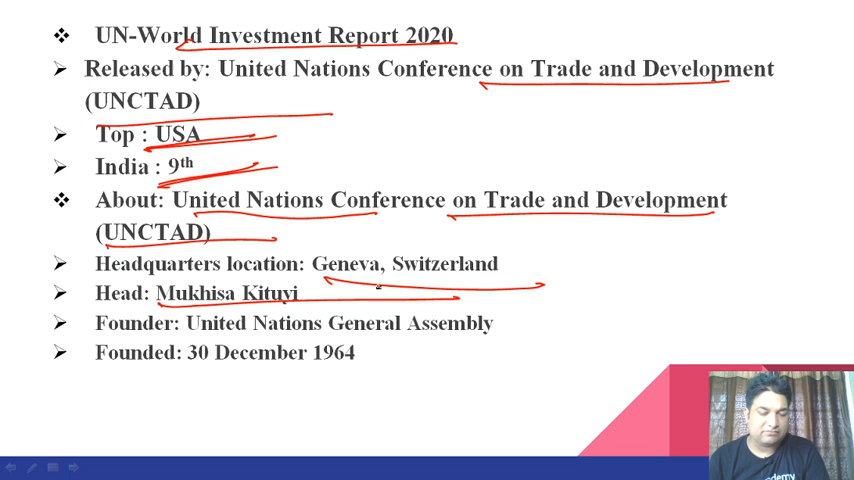 UN-World Investment Report 2020
Released by: United Nations Conference on Trade and Development
(UNCTAD)
Top : USA
India : 9th
About: United Nations Conference on Trade and Development
(UNCTAD)
Headquarters location: Geneva, Switzerland
Head: Mukhisa Kituyi
Founder: United Nations General Assembly
Founded: 30 December 1964